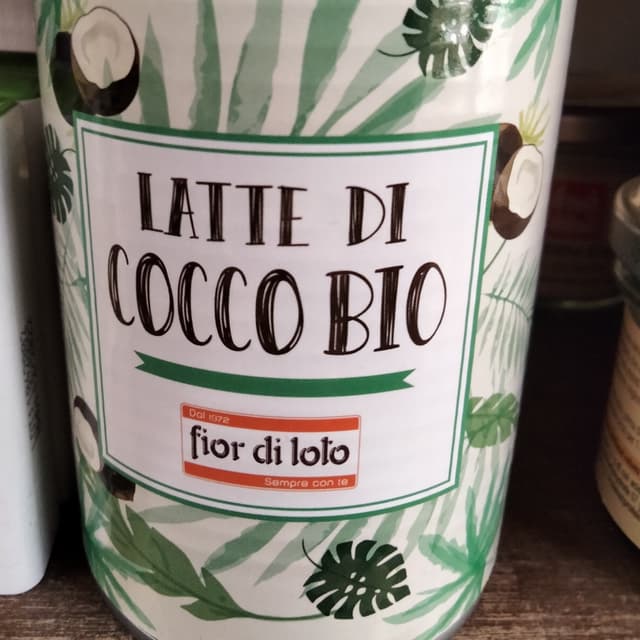 LATTE DI
COCCO BIO
Dal 1972
fior di loto
Sempre con te